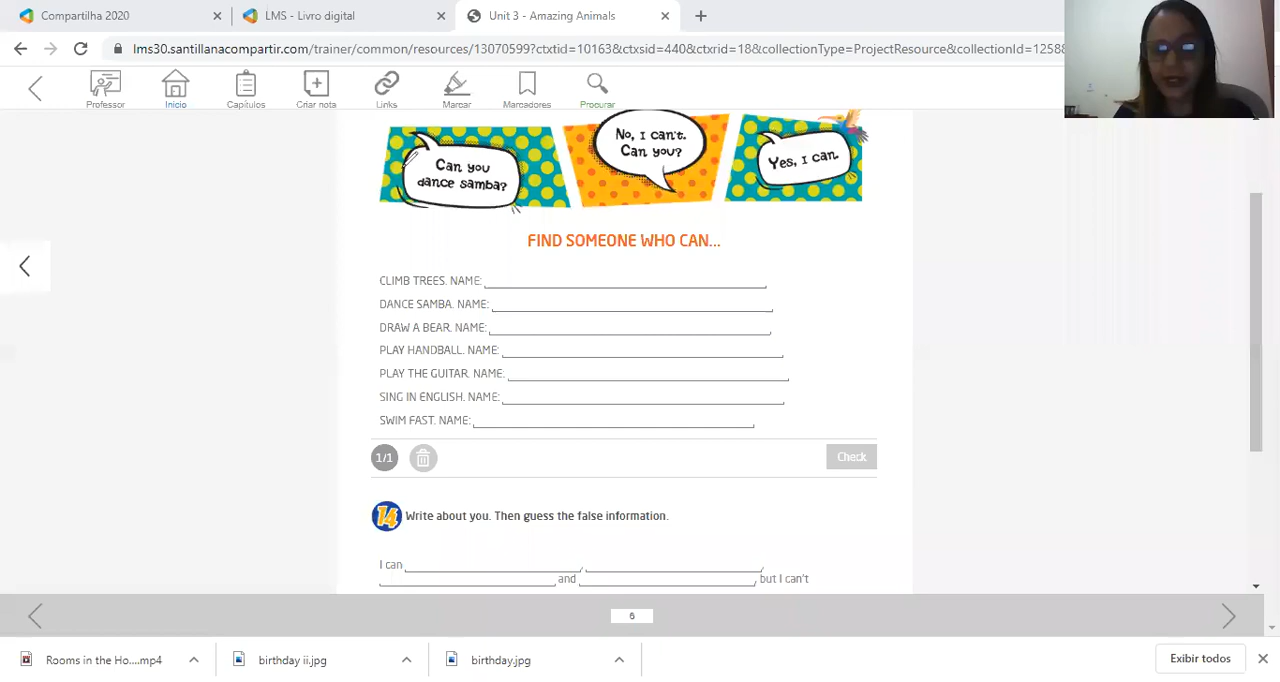 Compartilha 2020
LMS - Livro digital
Unit 3 - Amazing Animals
lms30.santillanacompartir.com/trainer/common/resources/13070599?ctxtid=10163&ctxsid=440&ctxrid=18&collectionType=ProjectResource&collectionId=12588
Professor
Início
Capítulos
Criar nota
Links
Marcar
Marcadores
Procurar
Can you
dance samba?
No, I can't.
Can you?
Yes, I can.
FIND SOMEONE WHO CAN...
CLIMB TREES. NAME:
DANCE SAMBA. NAME:
DRAW A BEAR. NAME:
PLAY HANDBALL. NAME:
PLAY THE GUITAR. NAME:
SING IN ENGLISH. NAME:
SWIM FAST. NAME:
1/1
Check
14 Write about you. Then guess the false information.
I can , 
and , but I can't
6
Rooms in the Ho....mp4
birthday ii.jpg
birthday.jpg
Exibir todos